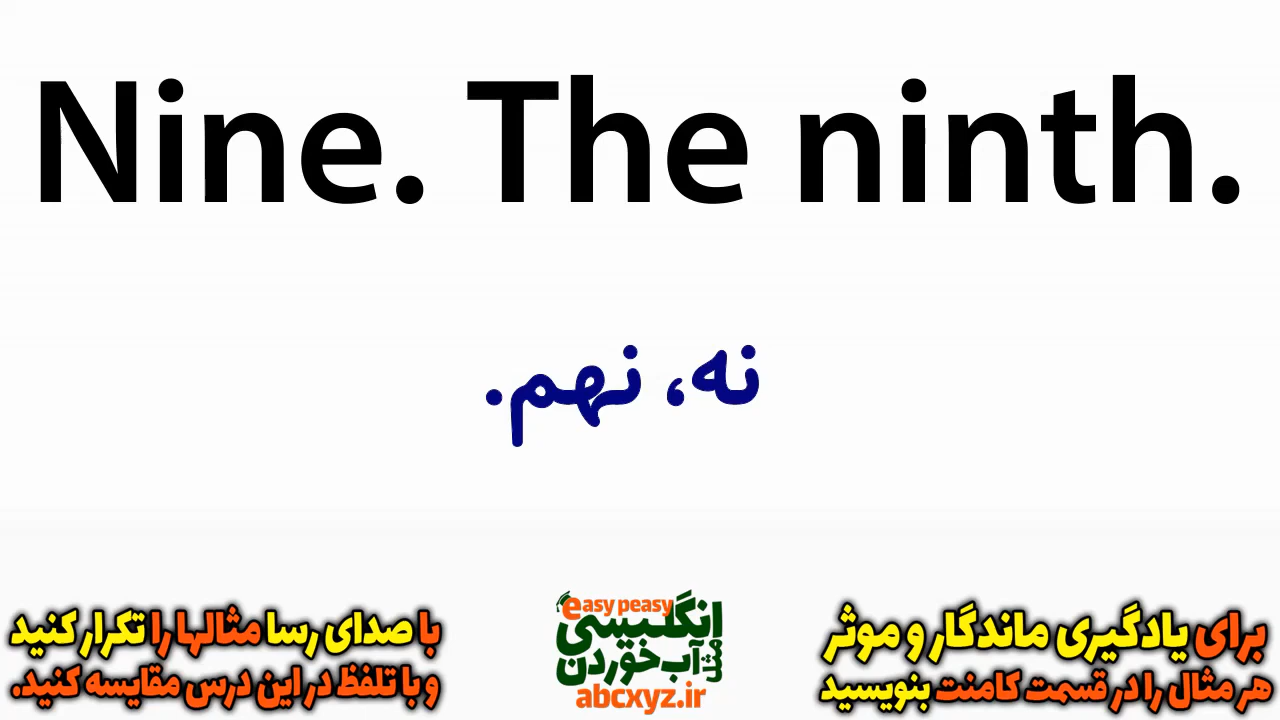 Nine. The ninth.
نه، نهم.
برای یادگیری ماندگار و موثر
هر مثال را در قسمت کامنت بنویسید
easy peasy
انگلیسی
مثل آب خوردن
abcxyz.ir
با صدای رسا مثالها را تکرار کنید
و با تلفظ در این درس مقایسه کنید.